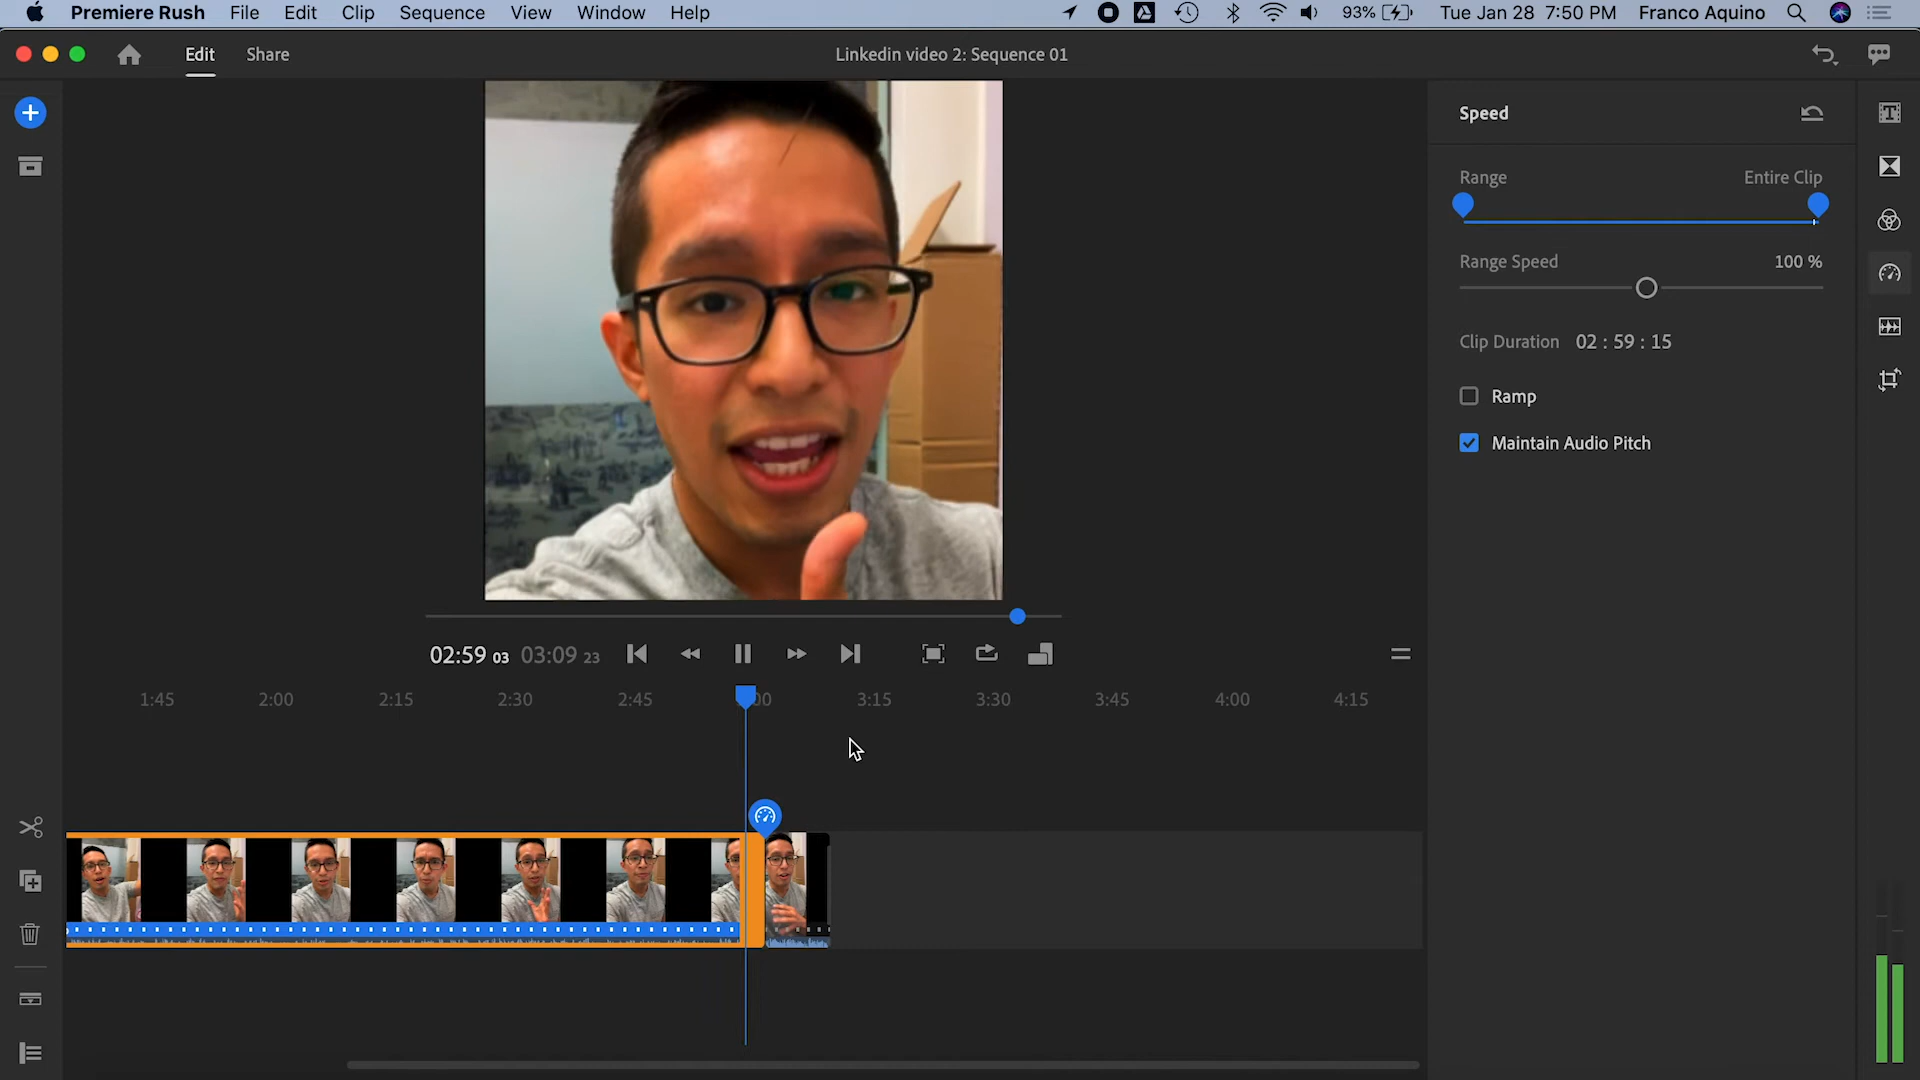 Premiere Rush File Edit Clip Sequence View Window Help 93% Tue Jan 28 7:50 PM Franco Aquino
Edit Share Linkedin video 2: Sequence 01
Speed
Range Entire Clip
Range Speed 100 %
Clip Duration 02 : 59 : 15
Ramp
Maintain Audio Pitch
02:59 03 03:09 23
1:45 2:00 2:15 2:30 2:45 :00 3:15 3:30 3:45 4:00 4:15